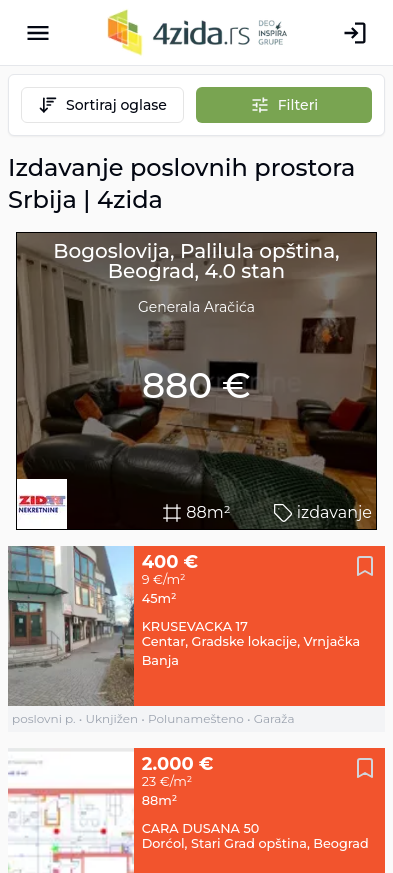 4zida.rs
DEO
INSPIRA
GRUPE
Sortiraj oglase
Filteri
Izdavanje poslovnih prostora
Srbija | 4zida
Bogoslovija, Palilula opština,
Beograd, 4.0 stan
Generala Aračića
880 €
ZID
NEKRETNINE
88m²
izdavanje
400 €
9 €/m²
45m²
KRUSEVACKA 17
Centar, Gradske lokacije, Vrnjačka
Banja
poslovni p. • Uknjižen • Polunamešteno • Garaža
2.000 €
23 €/m²
88m²
CARA DUSANA 50
Dorćol, Stari Grad opština, Beograd